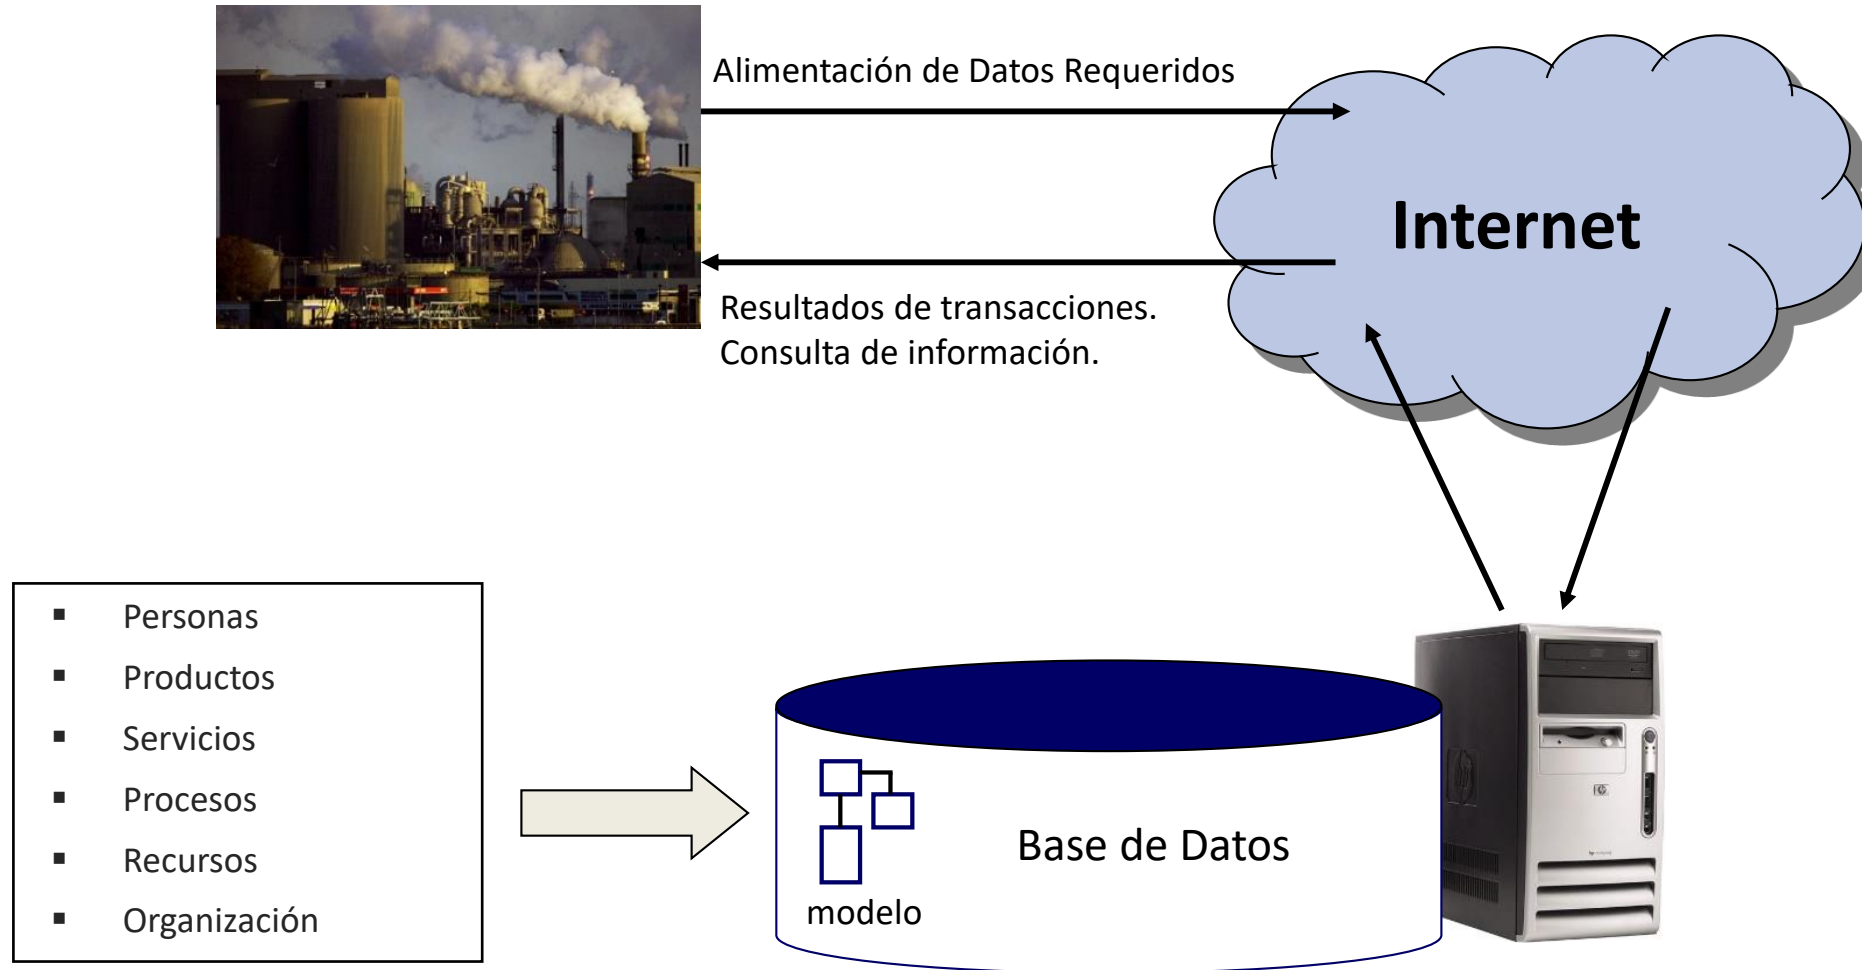 Alimentación de Datos Requeridos
Internet
Resultados de transacciones.
Consulta de información.
▪ Personas
▪ Productos
▪ Servicios
▪ Procesos
▪ Recursos
▪ Organización
Base de Datos
modelo
hp